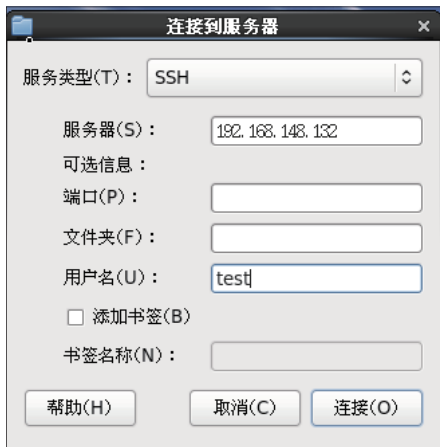 连接到服务器
服务类型(T)： SSH
服务器(S)： 192.168.148.132
可选信息：
端口(P)：
文件夹(F)：
用户名(U)： test
添加书签(B)
书签名称(N)：
帮助(H) 取消(C) 连接(O)